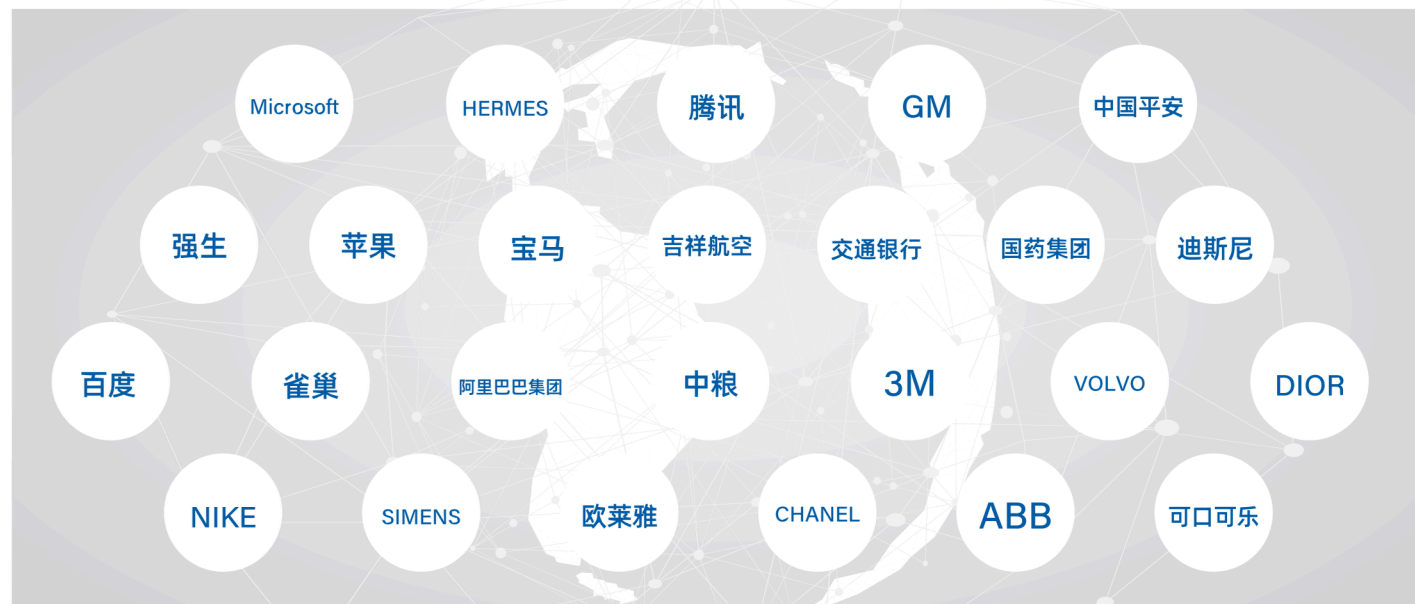 Microsoft
HERMES
腾讯
GM
中国平安
强生
苹果
宝马
吉祥航空
交通银行
国药集团
迪斯尼
百度
雀巢
阿里巴巴集团
中粮
3M
VOLVO
DIOR
NIKE
SIMENS
欧莱雅
CHANEL
ABB
可口可乐